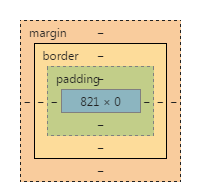 margin –
border –
padding –
– – – 821 × 0 – – –
–
–
–